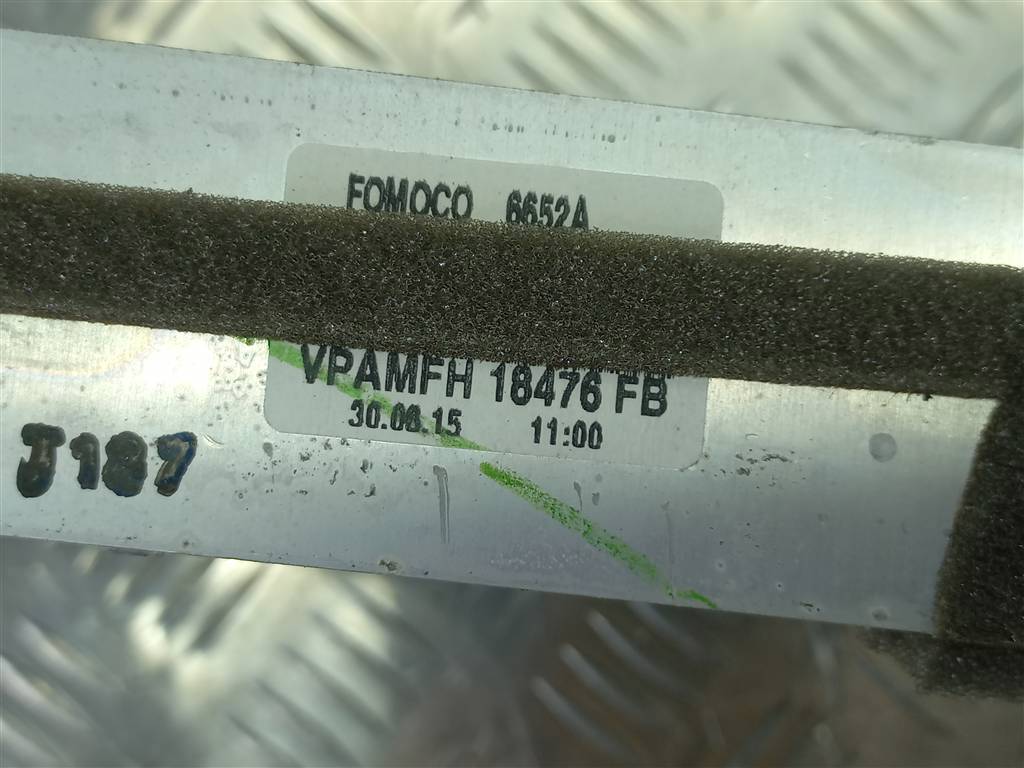 FOMOCO 6652A
VPAMFH 18476 FB
30.06.15 11:00
J187